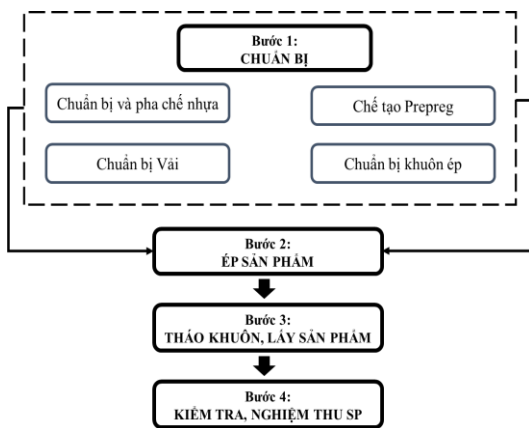 Bước 1:
CHUẨN BỊ
Chuẩn bị và pha chế nhựa
Chế tạo Prepreg
Chuẩn bị Vải
Chuẩn bị khuôn ép
Bước 2:
ÉP SẢN PHẨM
Bước 3:
THÁO KHUÔN, LẤY SẢN PHẨM
Bước 4:
KIỂM TRA, NGHIỆM THU SP